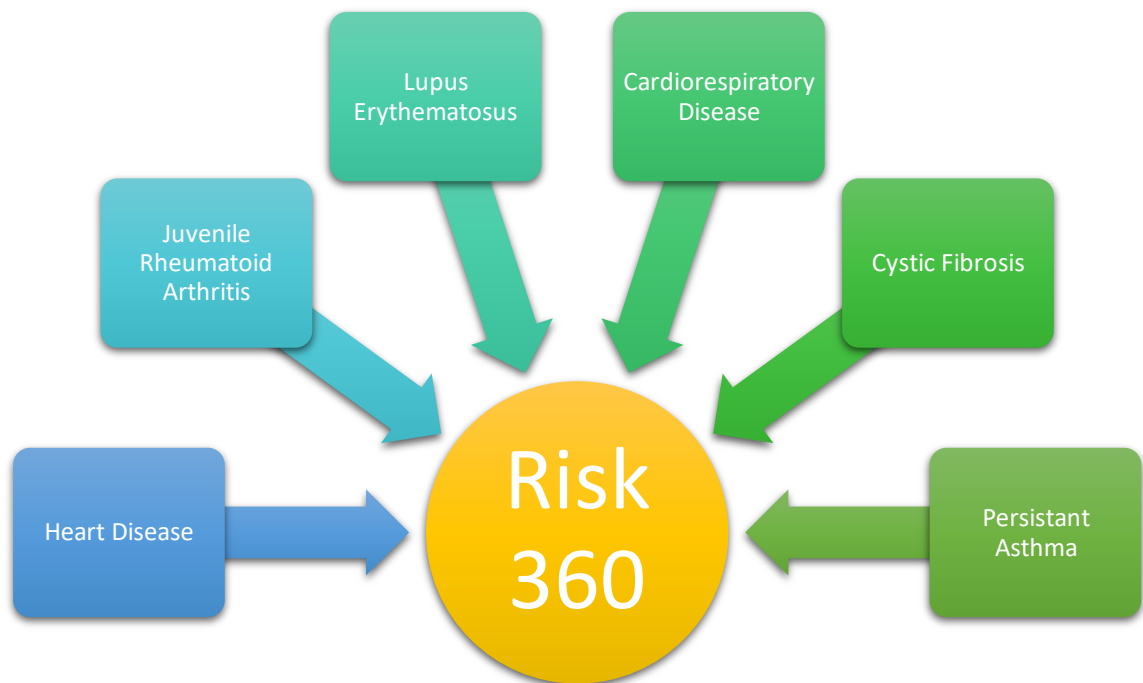 Lupus
Erythematosus
Cardiorespiratory
Disease
Juvenile
Rheumatoid
Arthritis
Cystic Fibrosis
Heart Disease
Risk
360
Persistant
Asthma